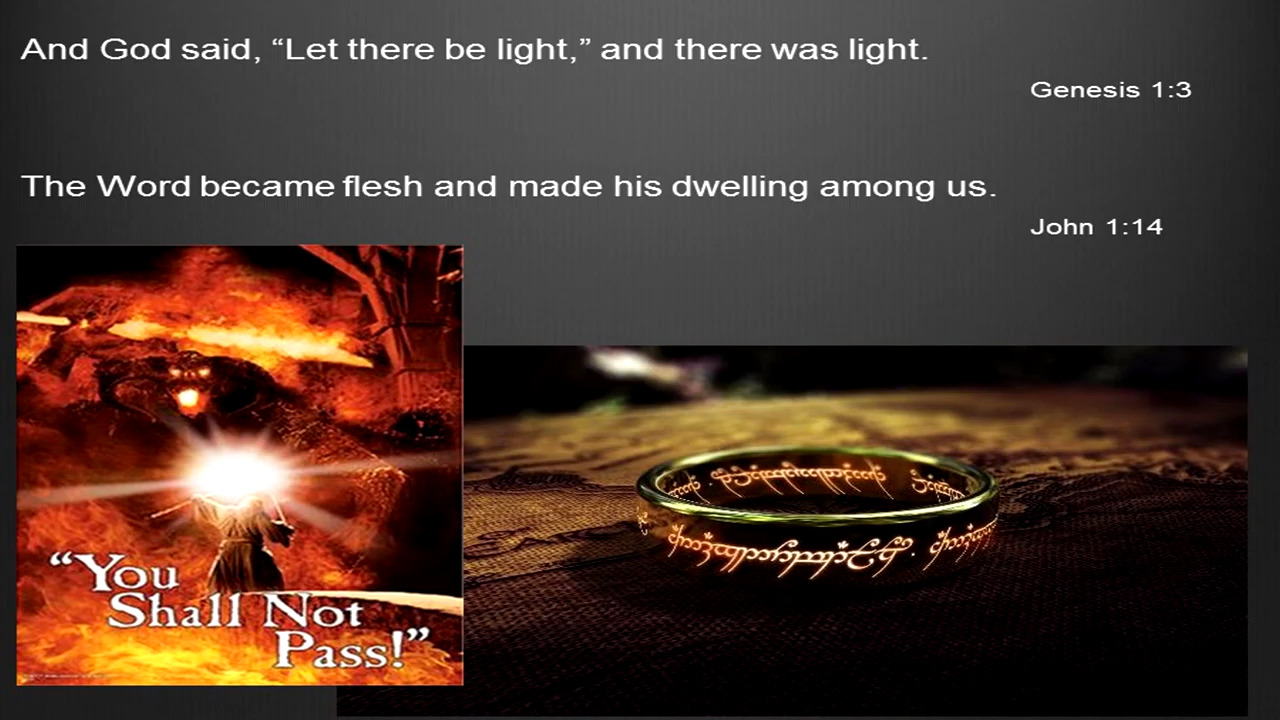 And God said, “Let there be light,” and there was light.
Genesis 1:3
The Word became flesh and made his dwelling among us.
John 1:14
“You
Shall Not
Pass!”